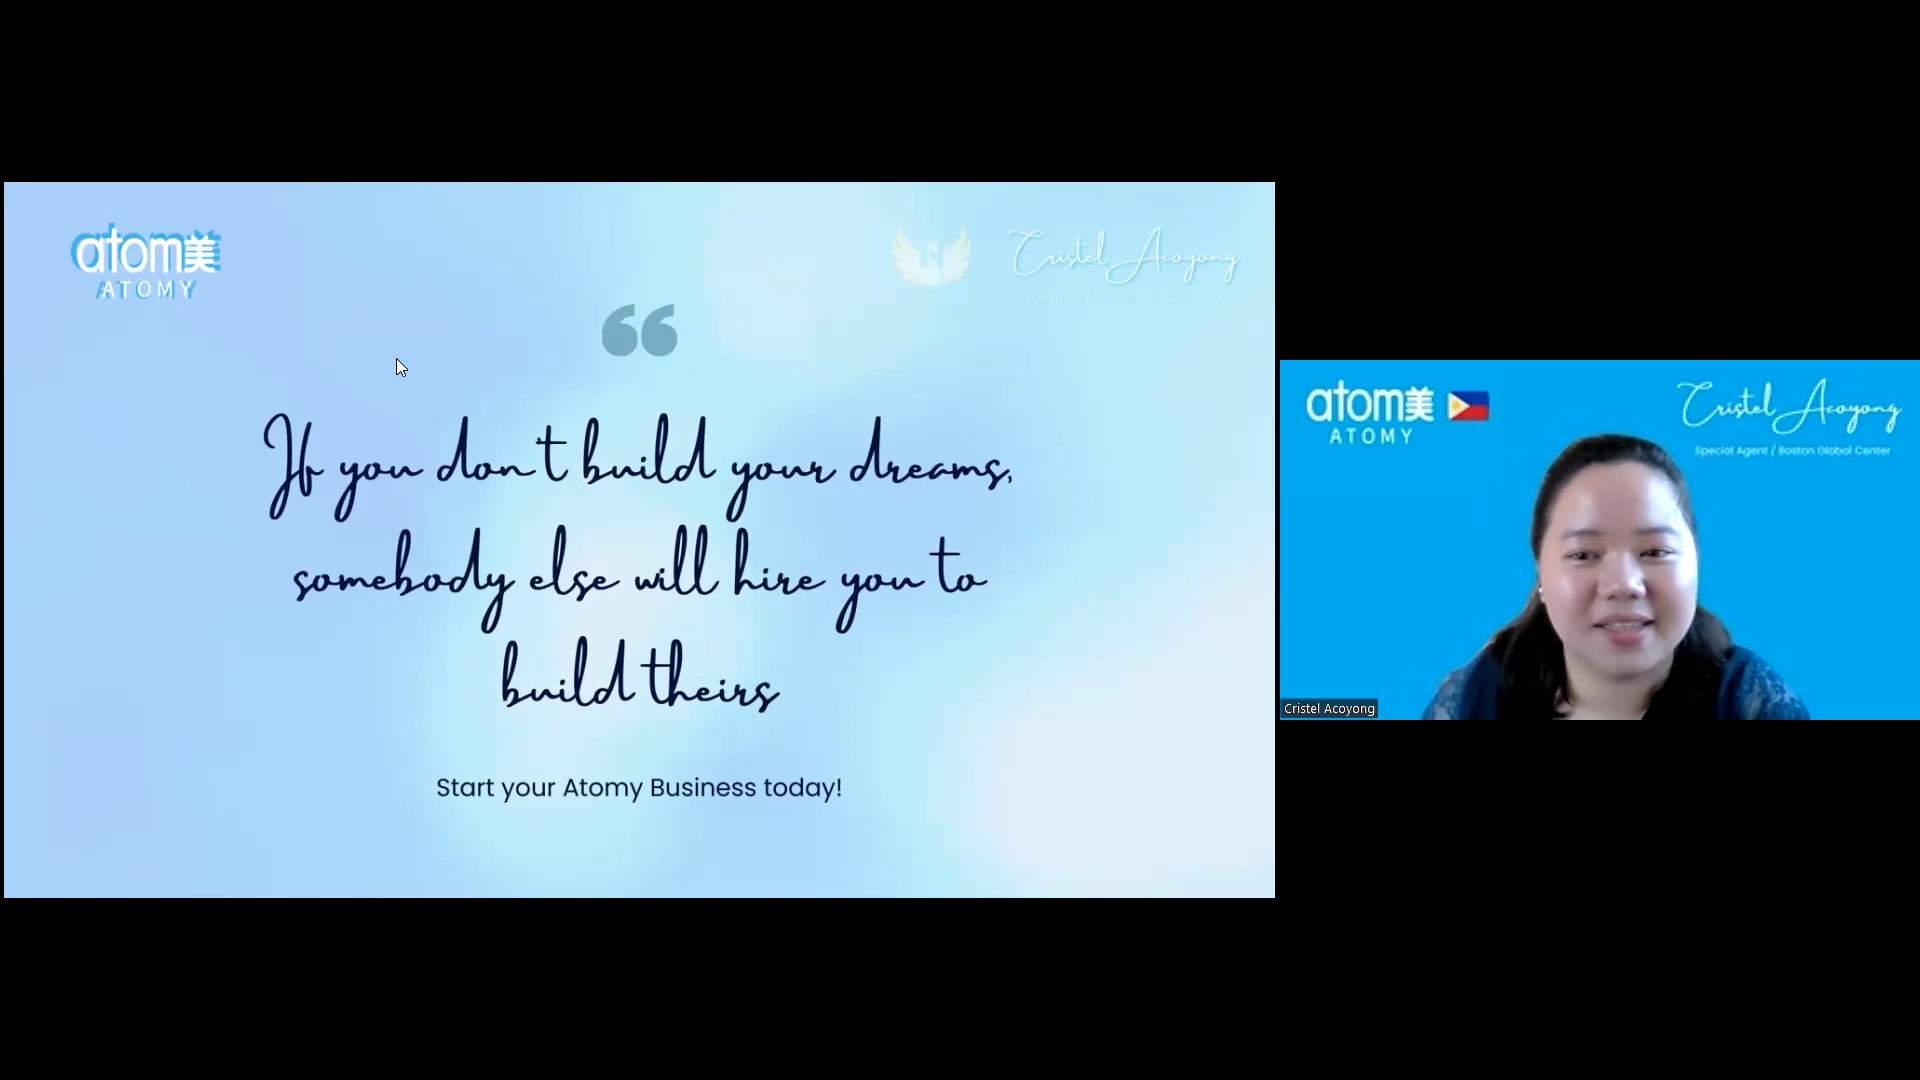 atom美
ATOMY
Cristel Acoyong
“
If you don't build your dreams,
somebody else will hire you to
build theirs
Start your Atomy Business today!
atom美
ATOMY
Cristel Acoyong
Special Agent / Boston Global Center
Cristel Acoyong